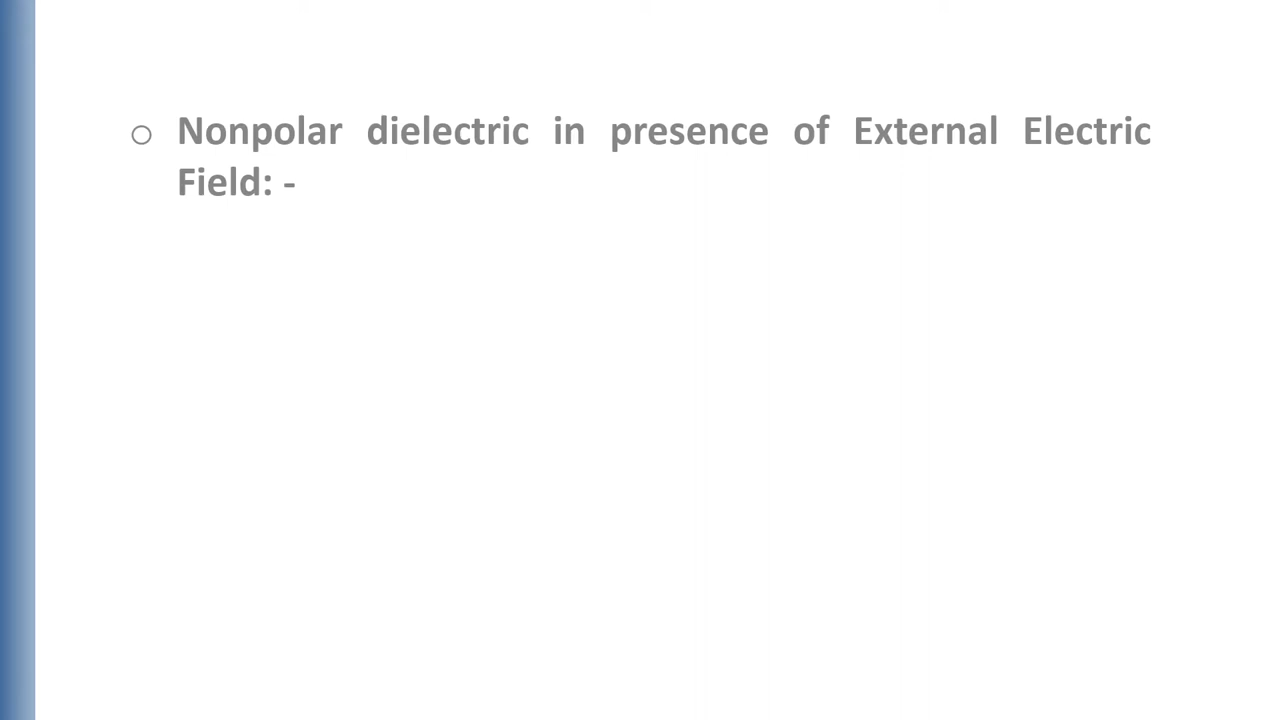 ○ Nonpolar dielectric in presence of External Electric
Field: -